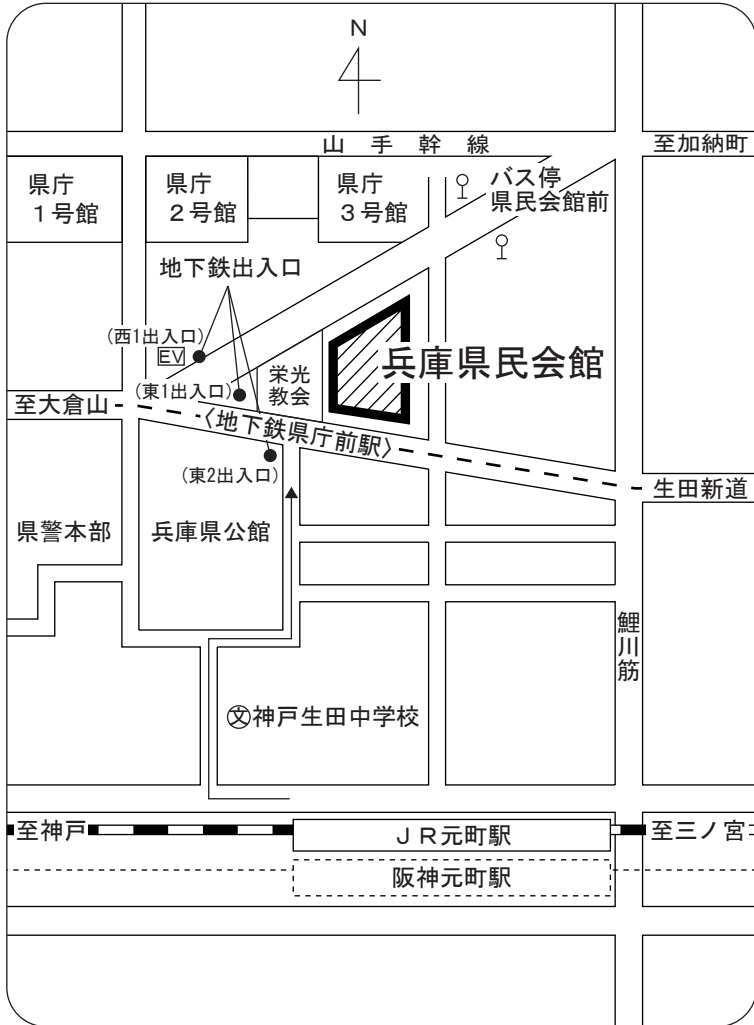 N
山手幹線
至加納町
県庁
1号館
県庁
2号館
県庁
3号館
バス停
県民会館前
地下鉄出入口
(西1出入口)
EV
兵庫県民会館
(東1出入口)
栄光
教会
至大倉山
〈地下鉄県庁前駅〉
(東2出入口)
生田新道
県警本部
兵庫県公館
鯉川筋
文神戸生田中学校
至神戸
JR元町駅
至三ノ宮
阪神元町駅